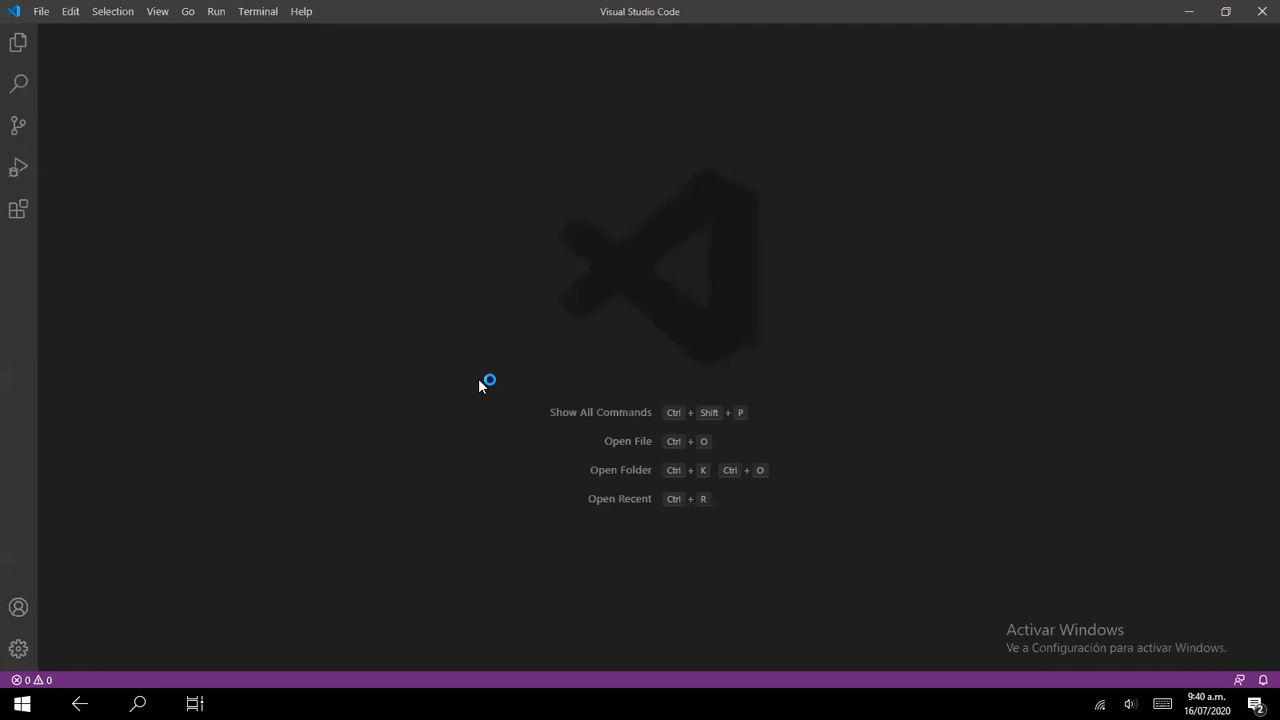 File Edit Selection View Go Run Terminal Help Visual Studio Code
Show All Commands Ctrl + Shift + P
Open File Ctrl + O
Open Folder Ctrl + K Ctrl + O
Open Recent Ctrl + R
Activar Windows
Ve a Configuración para activar Windows.
0 0
9:40 a.m.
16/07/2020
2